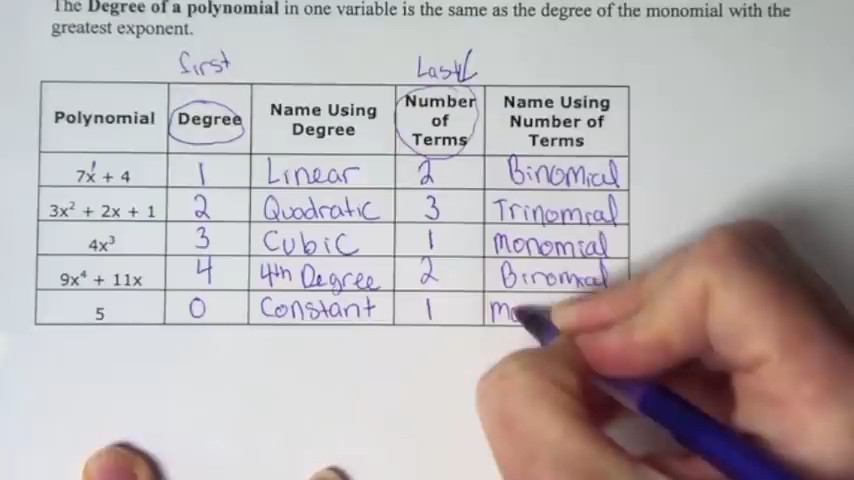 The Degree of a polynomial in one variable is the same as the degree of the monomial with the
greatest exponent.
first Last
Polynomial Degree Name Using Degree Number of Terms Name Using Number of Terms
7x¹ + 4 1 Linear 2 Binomial
3x² + 2x + 1 2 Quadratic 3 Trinomial
4x³ 3 Cubic 1 monomial
9x⁴ + 11x 4 4th Degree 2 Binomial
5 0 Constant 1 mo